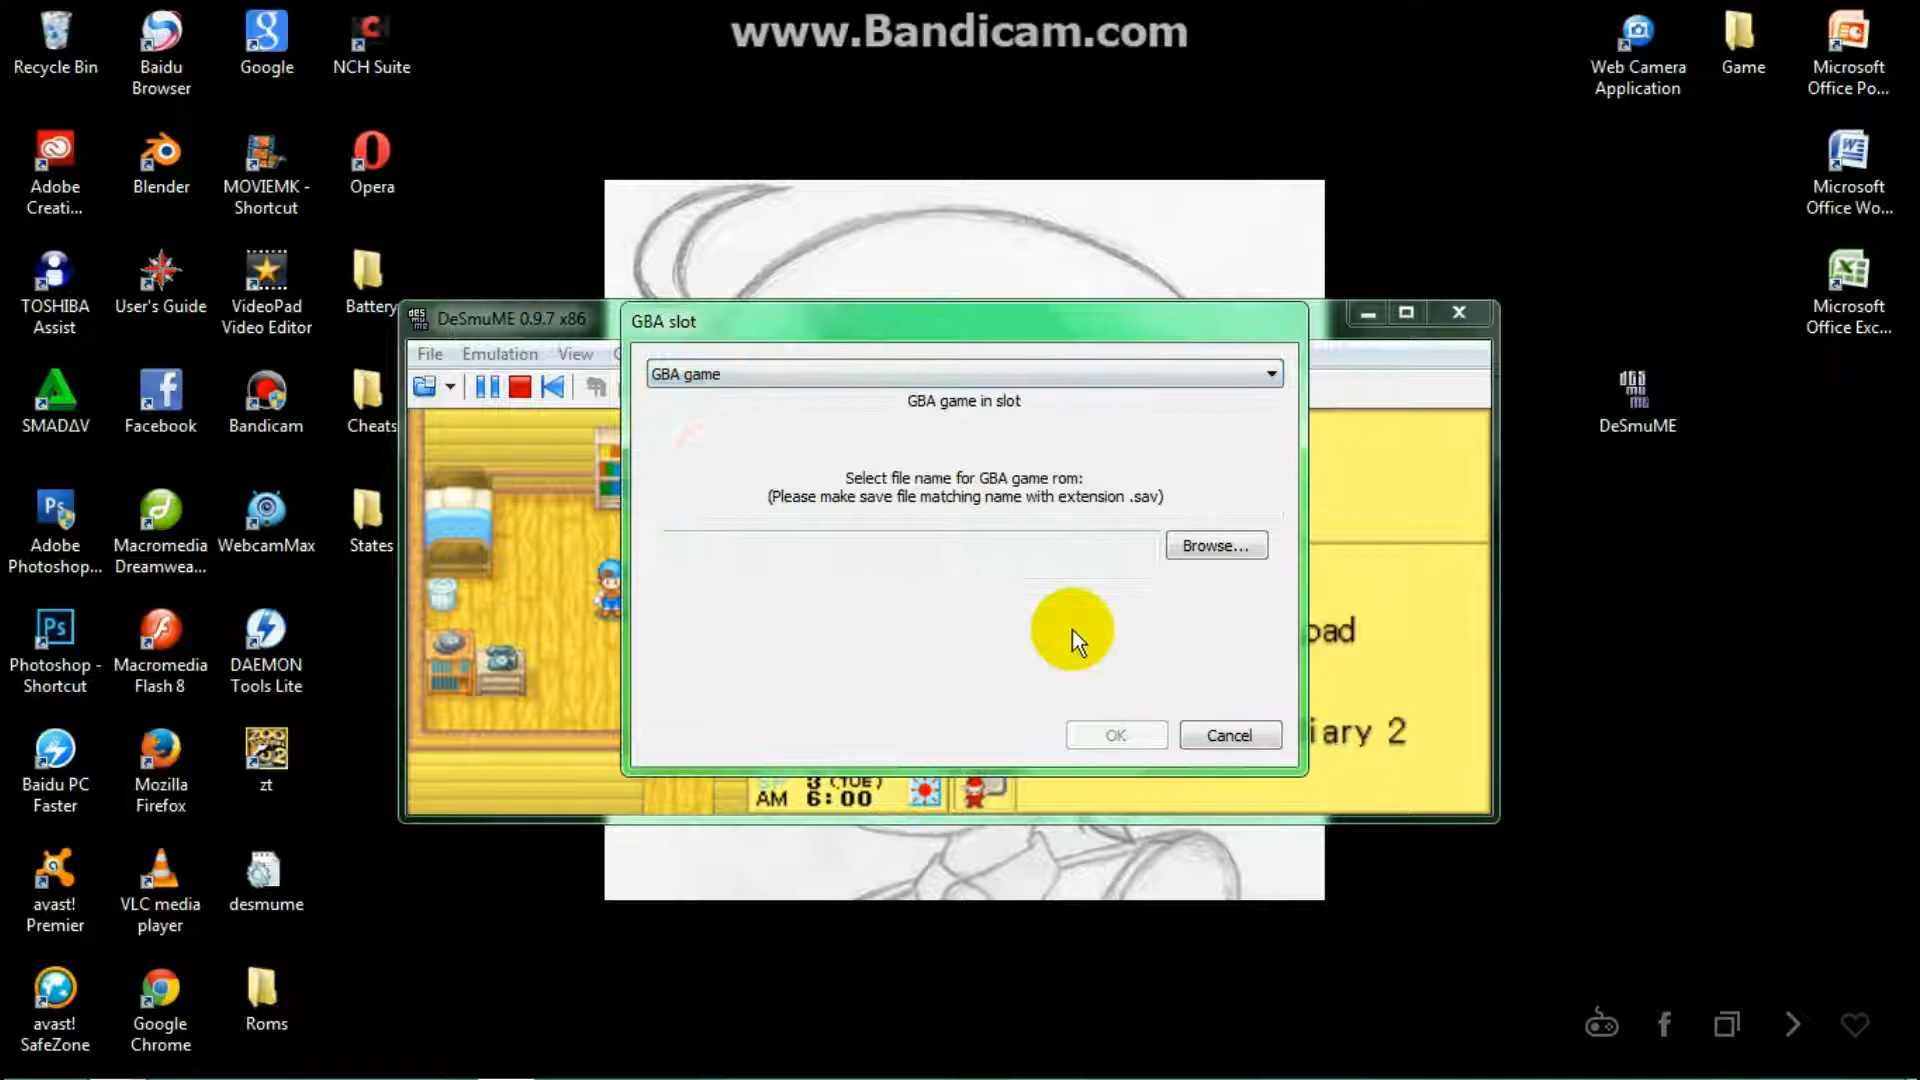 www.Bandicam.com
Recycle Bin
Baidu
Browser
Google
NCH Suite
Web Camera
Application
Game
Microsoft
Office Po...
Adobe
Creati...
Blender
MOVIEMK -
Shortcut
Opera
Microsoft
Office Wo...
TOSHIBA
Assist
User's Guide
VideoPad
Video Editor
Battery
Microsoft
Office Exc...
DeSmuME 0.9.7 x86
GBA slot
File Emulation View
GBA game
GBA game in slot
SMADΔV
Facebook
Bandicam
Cheats
DeSmuME
Select file name for GBA game rom:
(Please make save file matching name with extension .sav)
Browse...
Adobe
Photoshop...
Macromedia
Dreamwea...
WebcamMax
States
Photoshop -
Shortcut
Macromedia
Flash 8
DAEMON
Tools Lite
oad
OK
Cancel
iary 2
Baidu PC
Faster
Mozilla
Firefox
zt
(TUE)
AM 6:00
avast!
Premier
VLC media
player
desmume
avast!
SafeZone
Google
Chrome
Roms